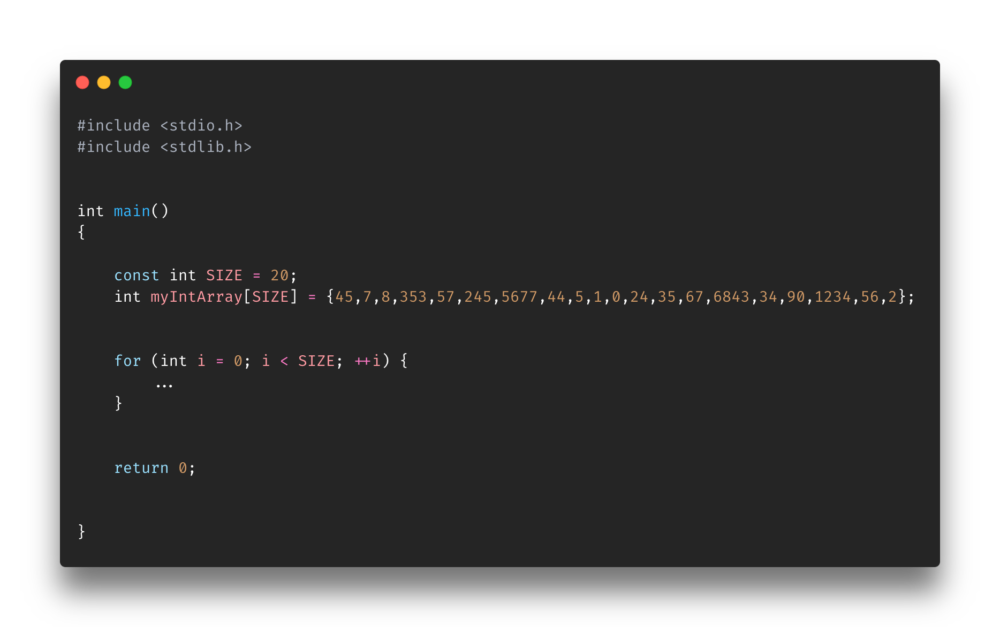 #include <stdio.h>
#include <stdlib.h>
int main()
{
const int SIZE = 20;
int myIntArray[SIZE] = {45,7,8,353,57,245,5677,44,5,1,0,24,35,67,6843,34,90,1234,56,2};
for (int i = 0; i < SIZE; ++i) {
...
}
return 0;
}